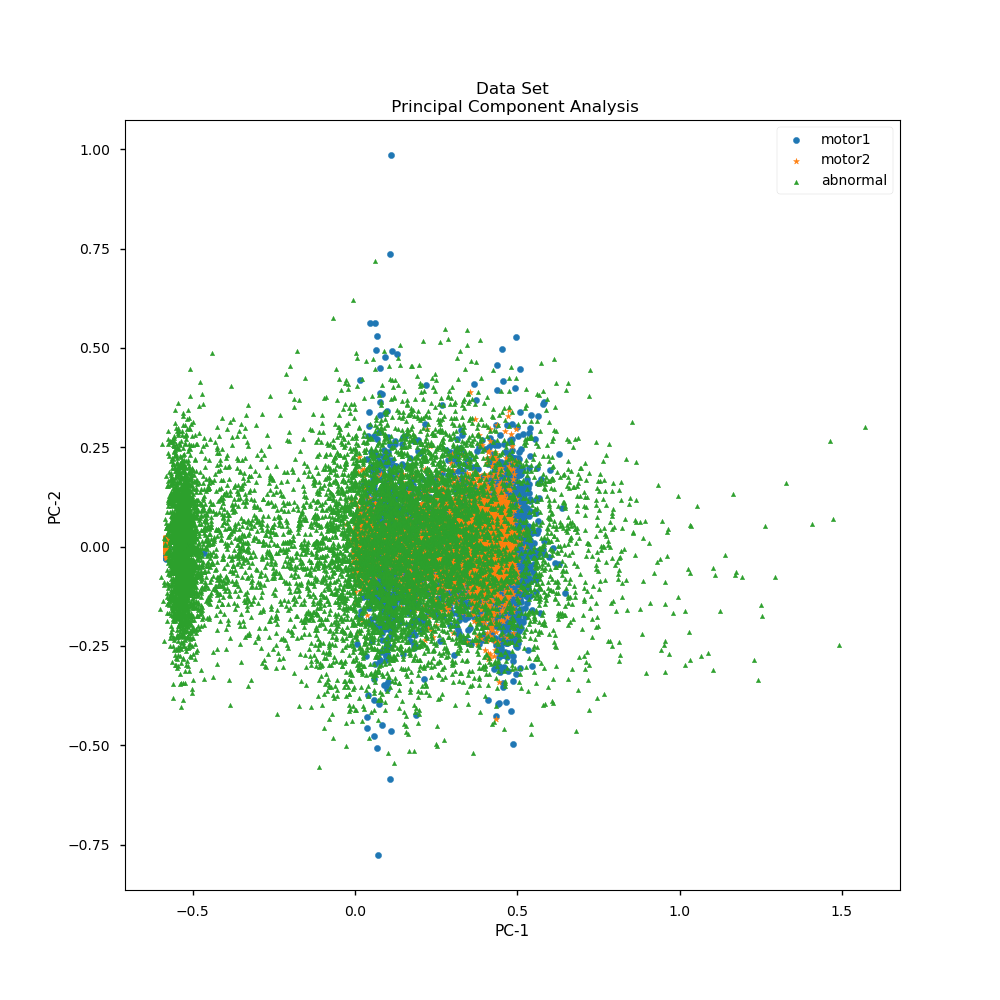 Data Set
Principal Component Analysis
motor1
motor2
abnormal
1.00
0.75
0.50
0.25
0.00
−0.25
−0.50
−0.75
PC-2
−0.5
0.0
0.5
1.0
1.5
PC-1